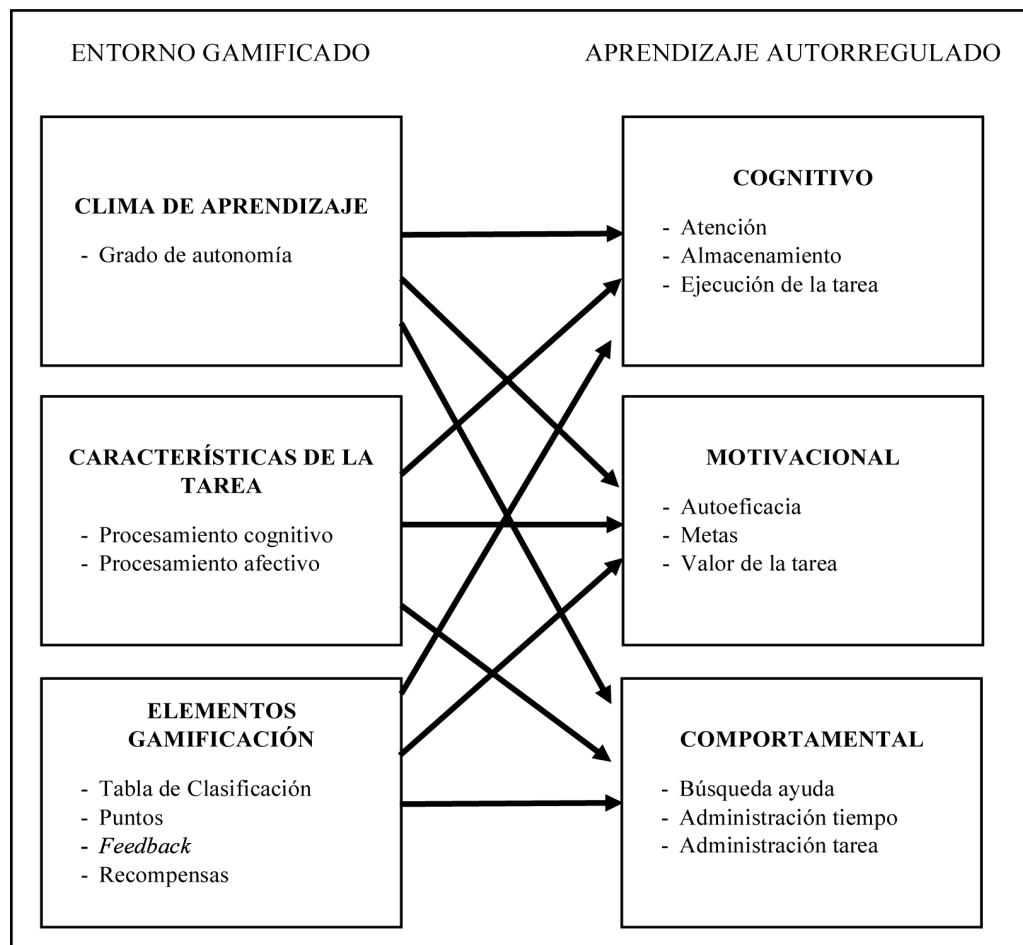 ENTORNO GAMIFICADO
CLIMA DE APRENDIZAJE
- Grado de autonomía
CARACTERÍSTICAS DE LA
TAREA
- Procesamiento cognitivo
- Procesamiento afectivo
ELEMENTOS
GAMIFICACIÓN
- Tabla de Clasificación
- Puntos
- Feedback
- Recompensas
APRENDIZAJE AUTORREGULADO
COGNITIVO
- Atención
- Almacenamiento
- Ejecución de la tarea
MOTIVACIONAL
- Autoeficacia
- Metas
- Valor de la tarea
COMPORTAMENTAL
- Búsqueda ayuda
- Administración tiempo
- Administración tarea